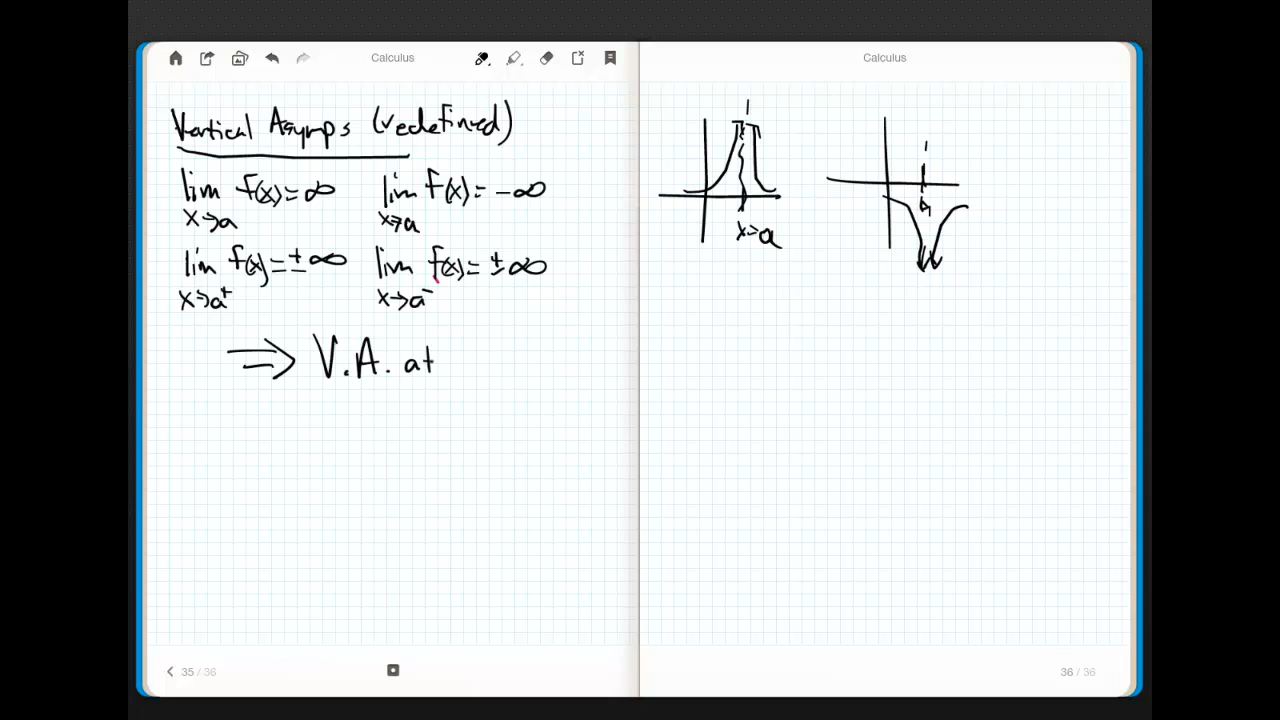 Calculus
Vertical Asymps (redefined)
lim f(x) = ∞ lim f(x) = -∞
x→a x→a
lim f(x) = ± ∞ lim f(x) = ± ∞
x→a⁺ x→a⁻
⇒ V.A. at
35 / 36
Calculus
x→a
36 / 36